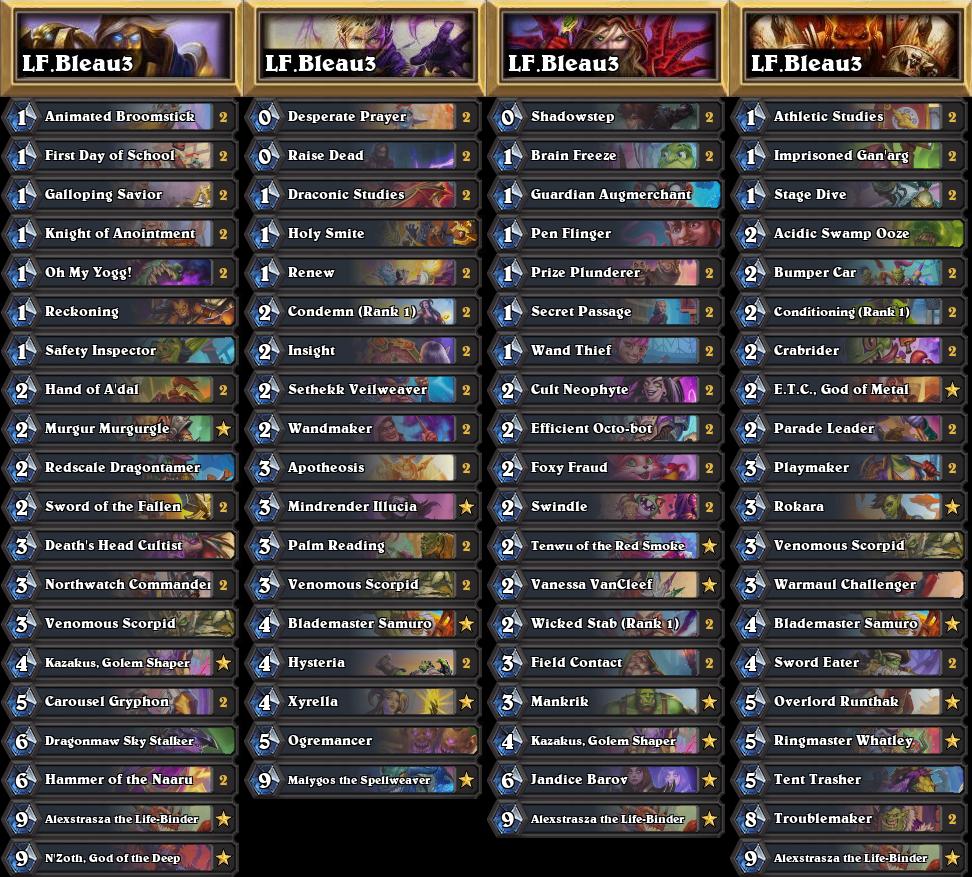 LF.Bleau3
1 Animated Broomstick 2
1 First Day of School 2
1 Galloping Savior 2
1 Knight of Anointment 2
1 Oh My Yogg! 2
1 Reckoning
1 Safety Inspector
2 Hand of A'dal 2
2 Murgur Murgurgle
2 Redscale Dragontamer
2 Sword of the Fallen 2
3 Death's Head Cultist
3 Northwatch Commander 2
3 Venomous Scorpid
4 Kazakus, Golem Shaper
5 Carousel Gryphon 2
6 Dragonmaw Sky Stalker
6 Hammer of the Naaru 2
9 Alexstrasza the Life-Binder
9 N'Zoth, God of the Deep
LF.Bleau3
0 Desperate Prayer 2
0 Raise Dead 2
1 Draconic Studies 2
1 Holy Smite
1 Renew 2
2 Condemn (Rank 1) 2
2 Insight 2
2 Sethekk Veilweaver 2
2 Wandmaker 2
3 Apotheosis 2
3 Mindrender Illucia
3 Palm Reading 2
3 Venomous Scorpid 2
4 Blademaster Samuro
4 Hysteria 2
4 Xyrella
5 Ogremancer
9 Malygos the Spellweaver
LF.Bleau3
0 Shadowstep 2
1 Brain Freeze 2
1 Guardian Augmerchant
1 Pen Flinger
1 Prize Plunderer 2
1 Secret Passage 2
1 Wand Thief 2
2 Cult Neophyte 2
2 Efficient Octo-bot 2
2 Foxy Fraud 2
2 Swindle 2
2 Tenwu of the Red Smoke
2 Vanessa VanCleef
2 Wicked Stab (Rank 1) 2
3 Field Contact 2
3 Mankrik
4 Kazakus, Golem Shaper
6 Jandice Barov
9 Alexstrasza the Life-Binder
LF.Bleau3
1 Athletic Studies 2
1 Imprisoned Gan'arg 2
1 Stage Dive 2
2 Acidic Swamp Ooze
2 Bumper Car 2
2 Conditioning (Rank 1) 2
2 Crabrider 2
2 E.T.C., God of Metal
2 Parade Leader 2
3 Playmaker 2
3 Rokara
3 Venomous Scorpid
3 Warmaul Challenger
4 Blademaster Samuro
4 Sword Eater 2
5 Overlord Runthak
5 Ringmaster Whatley
5 Tent Trasher
8 Troublemaker 2
9 Alexstrasza the Life-Binder